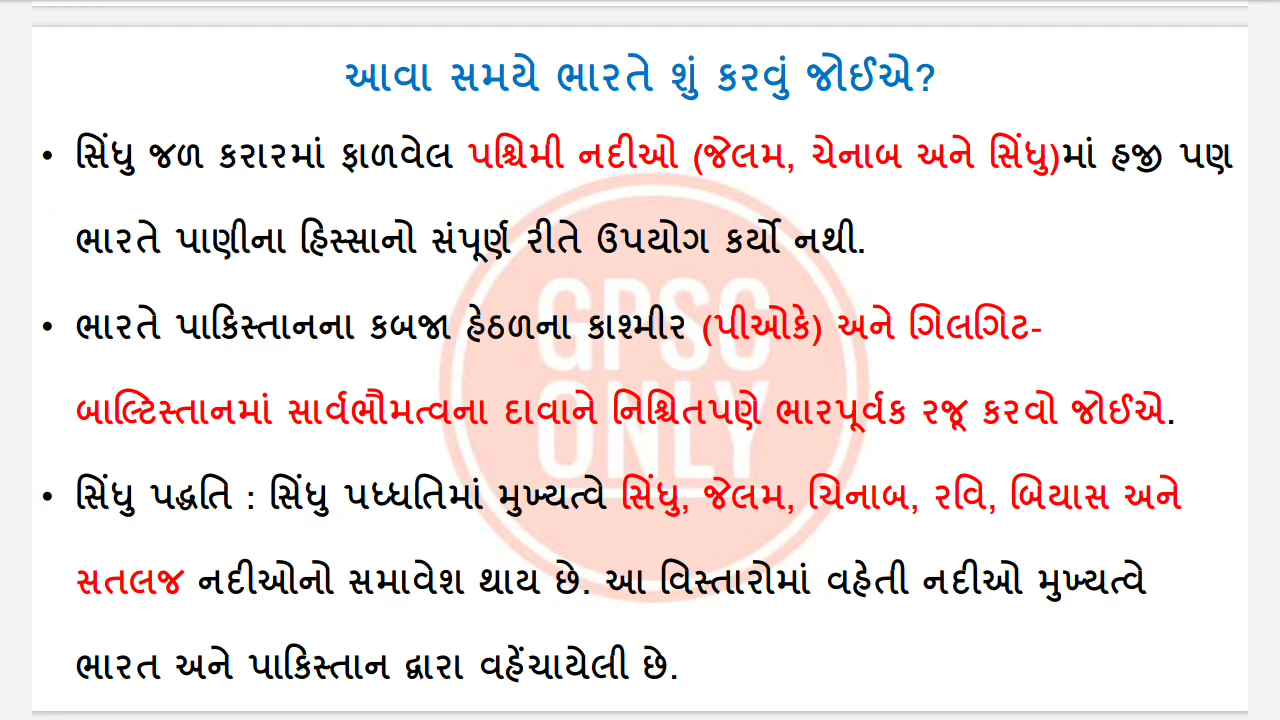 આવા સમયે ભારતે શું કરવું જોઈએ?
• સિંધુ જળ કરારમાં ફાળવેલ પશ્ચિમી નદીઓ (જેલમ, ચેનાબ અને સિંધુ)માં હજી પણ
ભારતે પાણીના હિસ્સાનો સંપૂર્ણ રીતે ઉપયોગ કર્યો નથી.
• ભારતે પાકિસ્તાનના કબજા હેઠળના કાશ્મીર (પીઓકે) અને ગિલગિટ-
બાલ્ટિસ્તાનમાં સાર્વભૌમત્વના દાવાને નિશ્ચિતપણે ભારપૂર્વક રજૂ કરવો જોઈએ.
• સિંધુ પદ્ધતિ : સિંધુ પધ્ધતિમાં મુખ્યત્વે સિંધુ, જેલમ, ચિનાબ, રવિ, બિયાસ અને
સતલજ નદીઓનો સમાવેશ થાય છે. આ વિસ્તારોમાં વહેતી નદીઓ મુખ્યત્વે
ભારત અને પાકિસ્તાન દ્વારા વહેંચાયેલી છે.
GPSC
ONLY